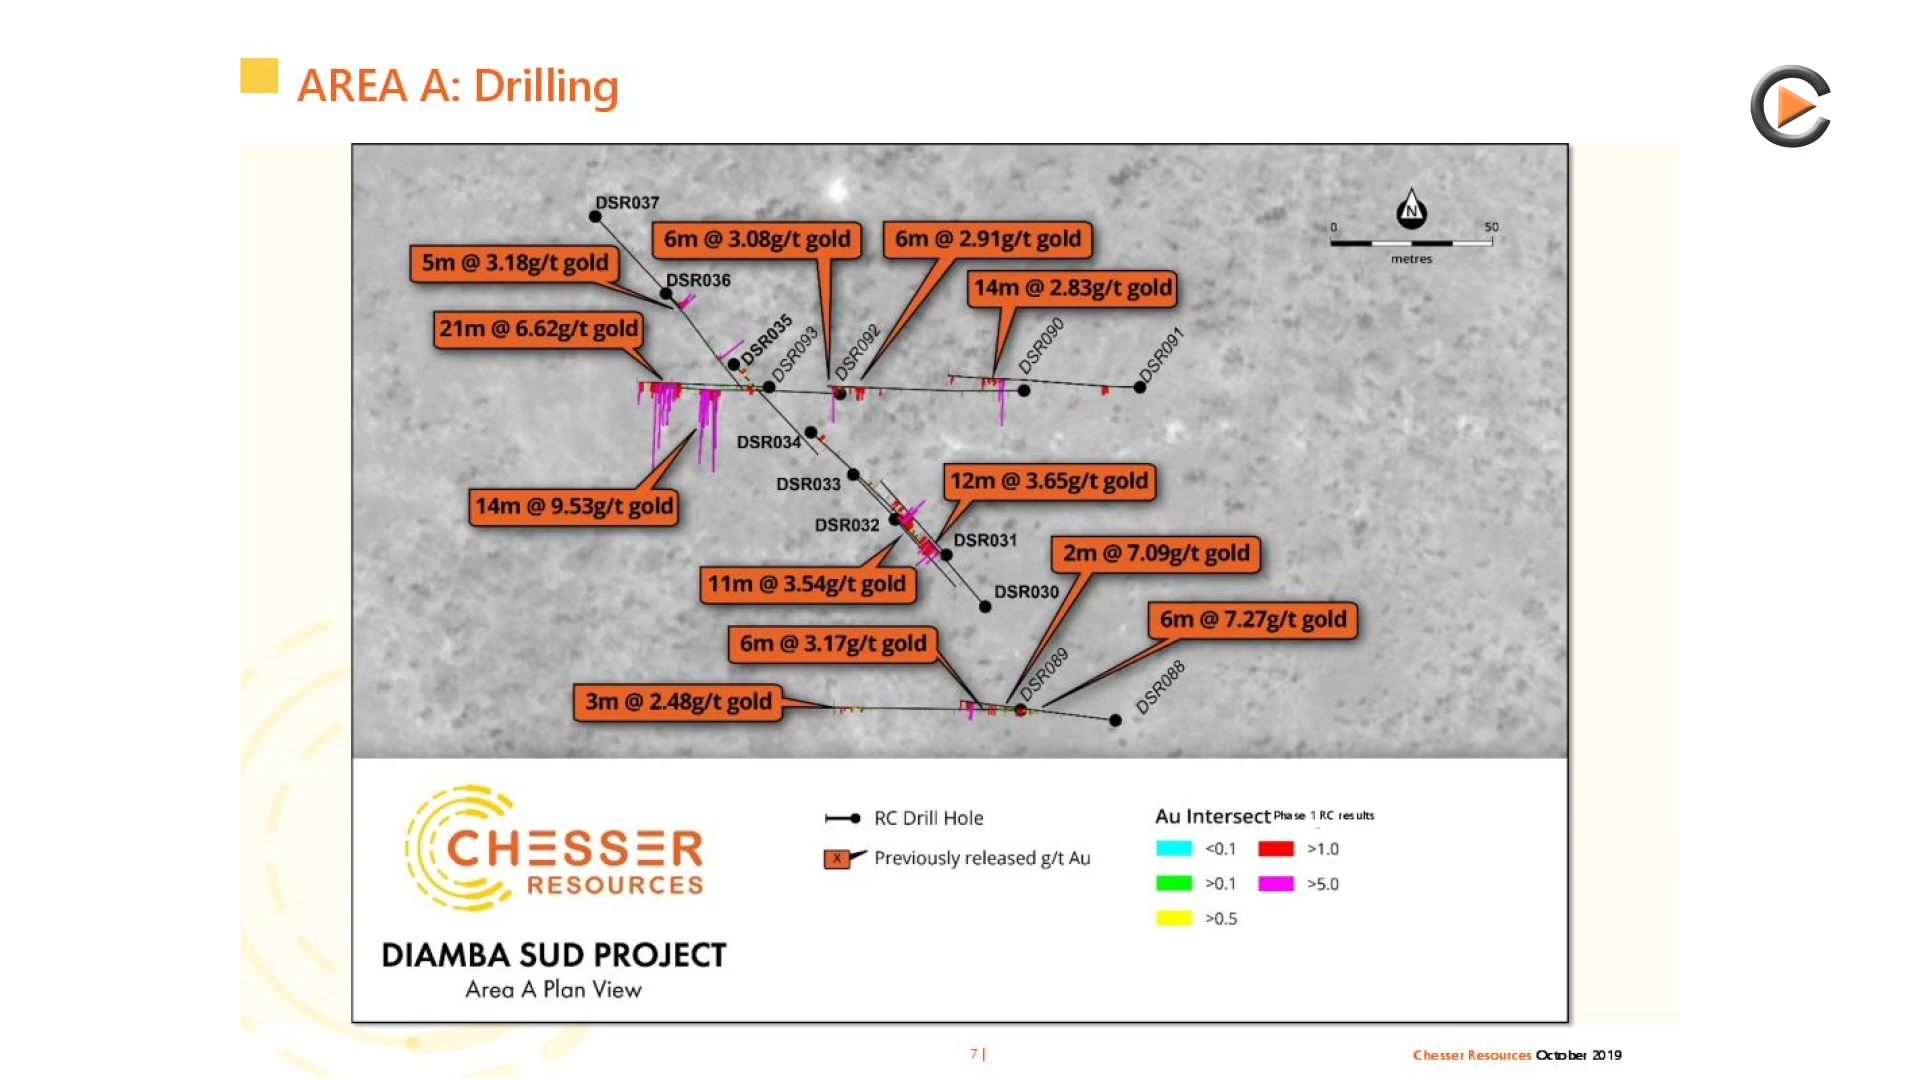 AREA A: Drilling
DSR037
6m @ 3.08g/t gold
6m @ 2.91g/t gold
N
0
50
metres
5m @ 3.18g/t gold
DSR036
14m @ 2.83g/t gold
21m @ 6.62g/t gold
DSR035
DSR093
DSR092
DSR090
DSR091
DSR034
DSR033
12m @ 3.65g/t gold
14m @ 9.53g/t gold
DSR032
DSR031
2m @ 7.09g/t gold
11m @ 3.54g/t gold
DSR030
6m @ 7.27g/t gold
6m @ 3.17g/t gold
DSR089
DSR088
3m @ 2.48g/t gold
CHESSER
RESOURCES
DIAMBA SUD PROJECT
Area A Plan View
RC Drill Hole
X Previously released g/t Au
Au Intersect Phase 1 RC results
<0.1
>1.0
>0.1
>5.0
>0.5
7 |
Chesser Resources October 2019